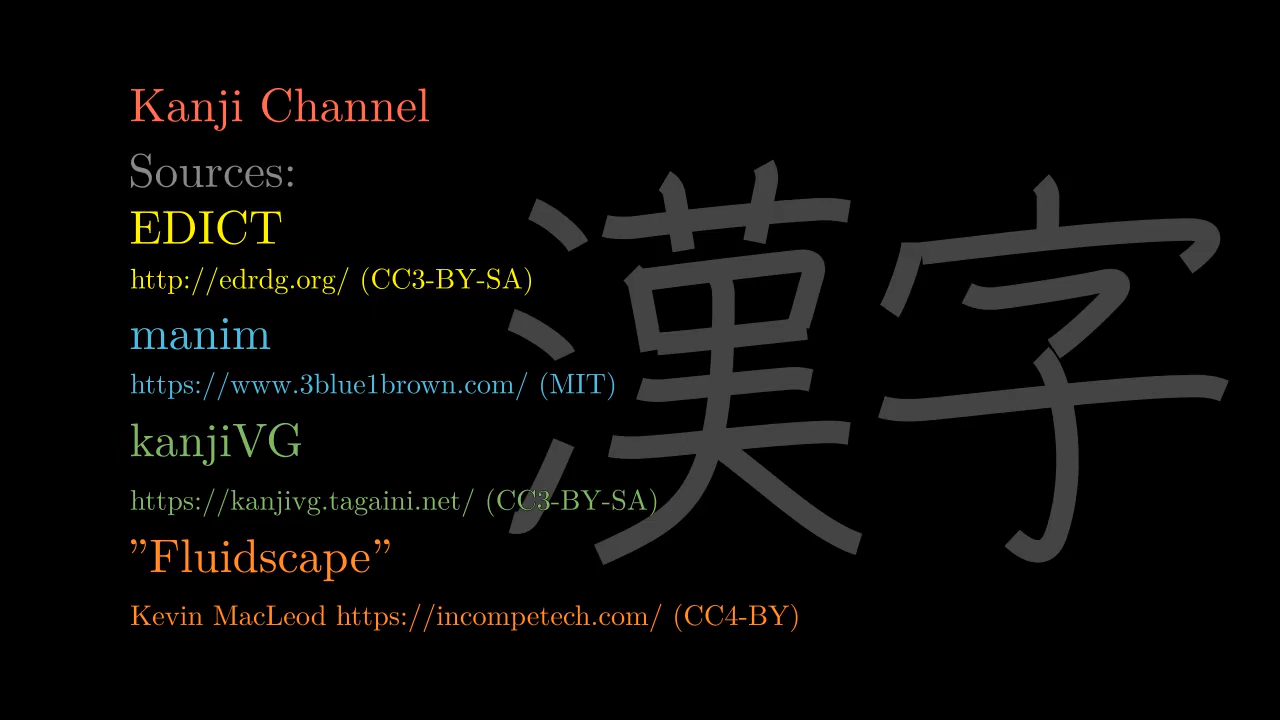 Kanji Channel
Sources:
EDICT
http://edrdg.org/ (CC3-BY-SA)
manim
https://www.3blue1brown.com/ (MIT)
kanjiVG
https://kanjivg.tagaini.net/ (CC3-BY-SA)
”Fluidscape”
Kevin MacLeod https://incompetech.com/ (CC4-BY)
漢字